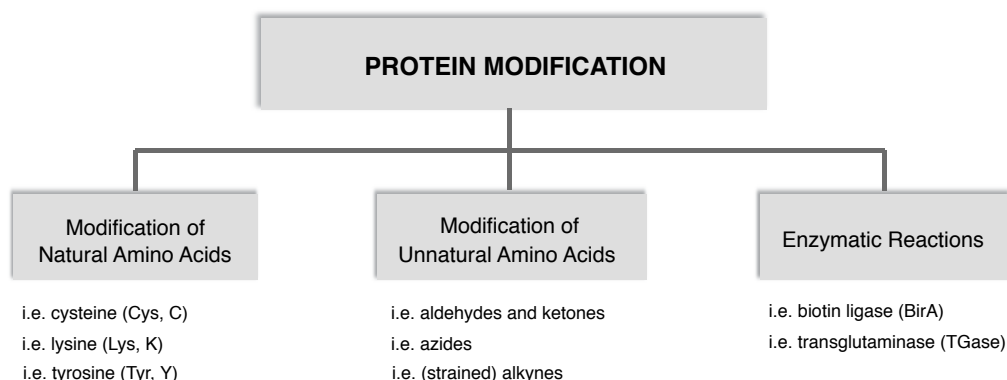 PROTEIN MODIFICATION
Modification of
Natural Amino Acids
i.e. cysteine (Cys, C)
i.e. lysine (Lys, K)
i.e. tyrosine (Tyr, Y)
Modification of
Unnatural Amino Acids
i.e. aldehydes and ketones
i.e. azides
i.e. (strained) alkynes
Enzymatic Reactions
i.e. biotin ligase (BirA)
i.e. transglutaminase (TGase)